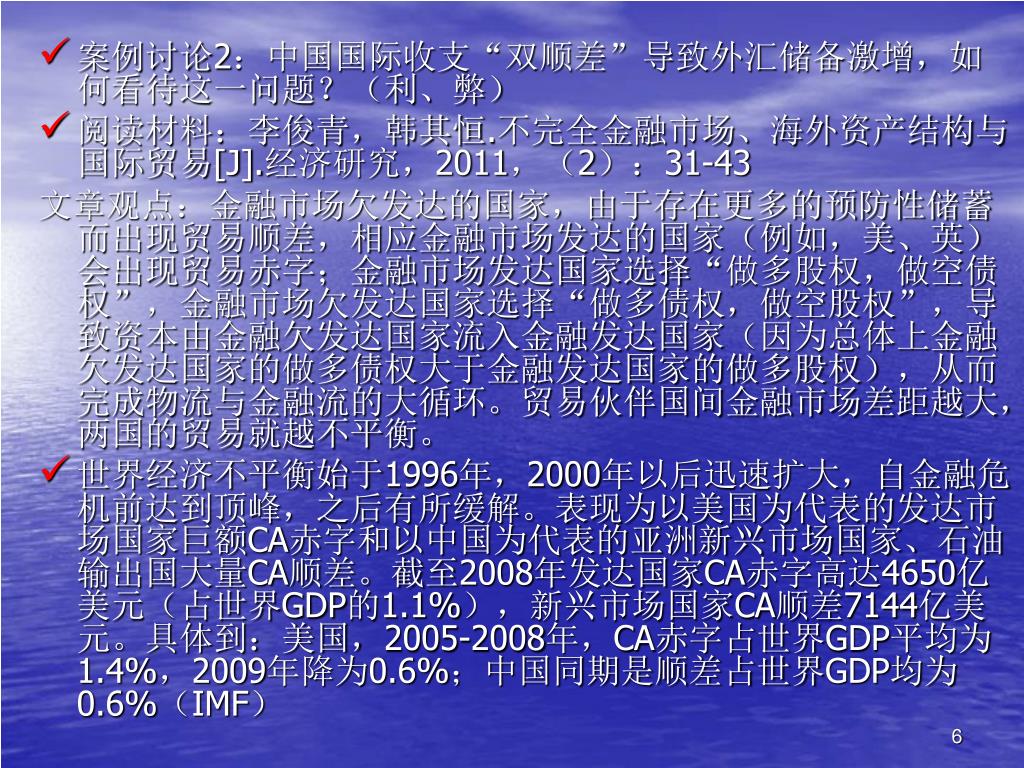 案例讨论2：中国国际收支“双顺差”导致外汇储备激增，如
何看待这一问题？（利、弊）
阅读材料：李俊青，韩其恒.不完全金融市场、海外资产结构与
国际贸易[J].经济研究，2011，（2）：31-43
文章观点：金融市场欠发达的国家，由于存在更多的预防性储蓄
而出现贸易顺差，相应金融市场发达的国家（例如，美、英）
会出现贸易赤字；金融市场发达国家选择“做多股权，做空债
权”，金融市场欠发达国家选择“做多债权，做空股权”，导
致资本由金融欠发达国家流入金融发达国家（因为总体上金融
欠发达国家的做多债权大于金融发达国家的做多股权），从而
完成物流与金融流的大循环。贸易伙伴国间金融市场差距越大，
两国的贸易就越不平衡。
世界经济不平衡始于1996年，2000年以后迅速扩大，自金融危
机前达到顶峰，之后有所缓解。表现为以美国为代表的发达市
场国家巨额CA赤字和以中国为代表的亚洲新兴市场国家、石油
输出国大量CA顺差。截至2008年发达国家CA赤字高达4650亿
美元（占世界GDP的1.1%），新兴市场国家CA顺差7144亿美
元。具体到：美国，2005-2008年，CA赤字占世界GDP平均为
1.4%，2009年降为0.6%；中国同期是顺差占世界GDP均为
0.6%（IMF）
6